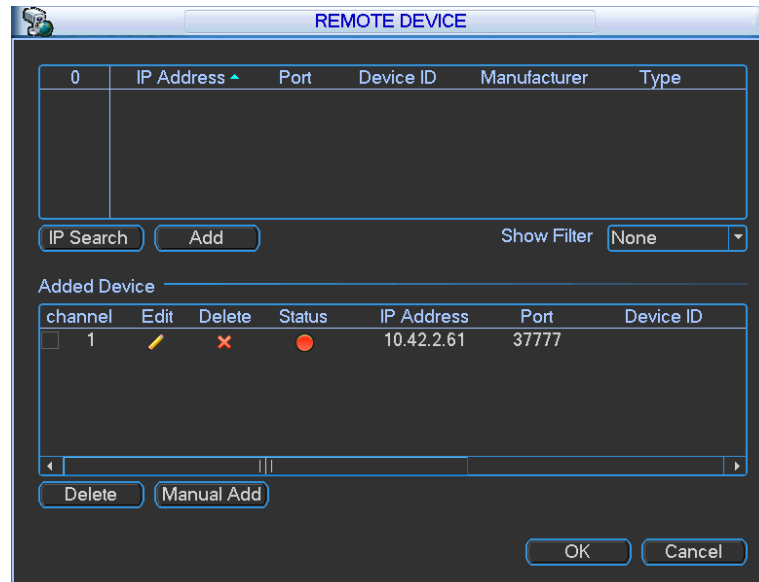 REMOTE DEVICE
0 IP Address Port Device ID Manufacturer Type
IP Search Add Show Filter None
Added Device
channel Edit Delete Status IP Address Port Device ID
1 10.42.2.61 37777
Delete Manual Add
OK Cancel